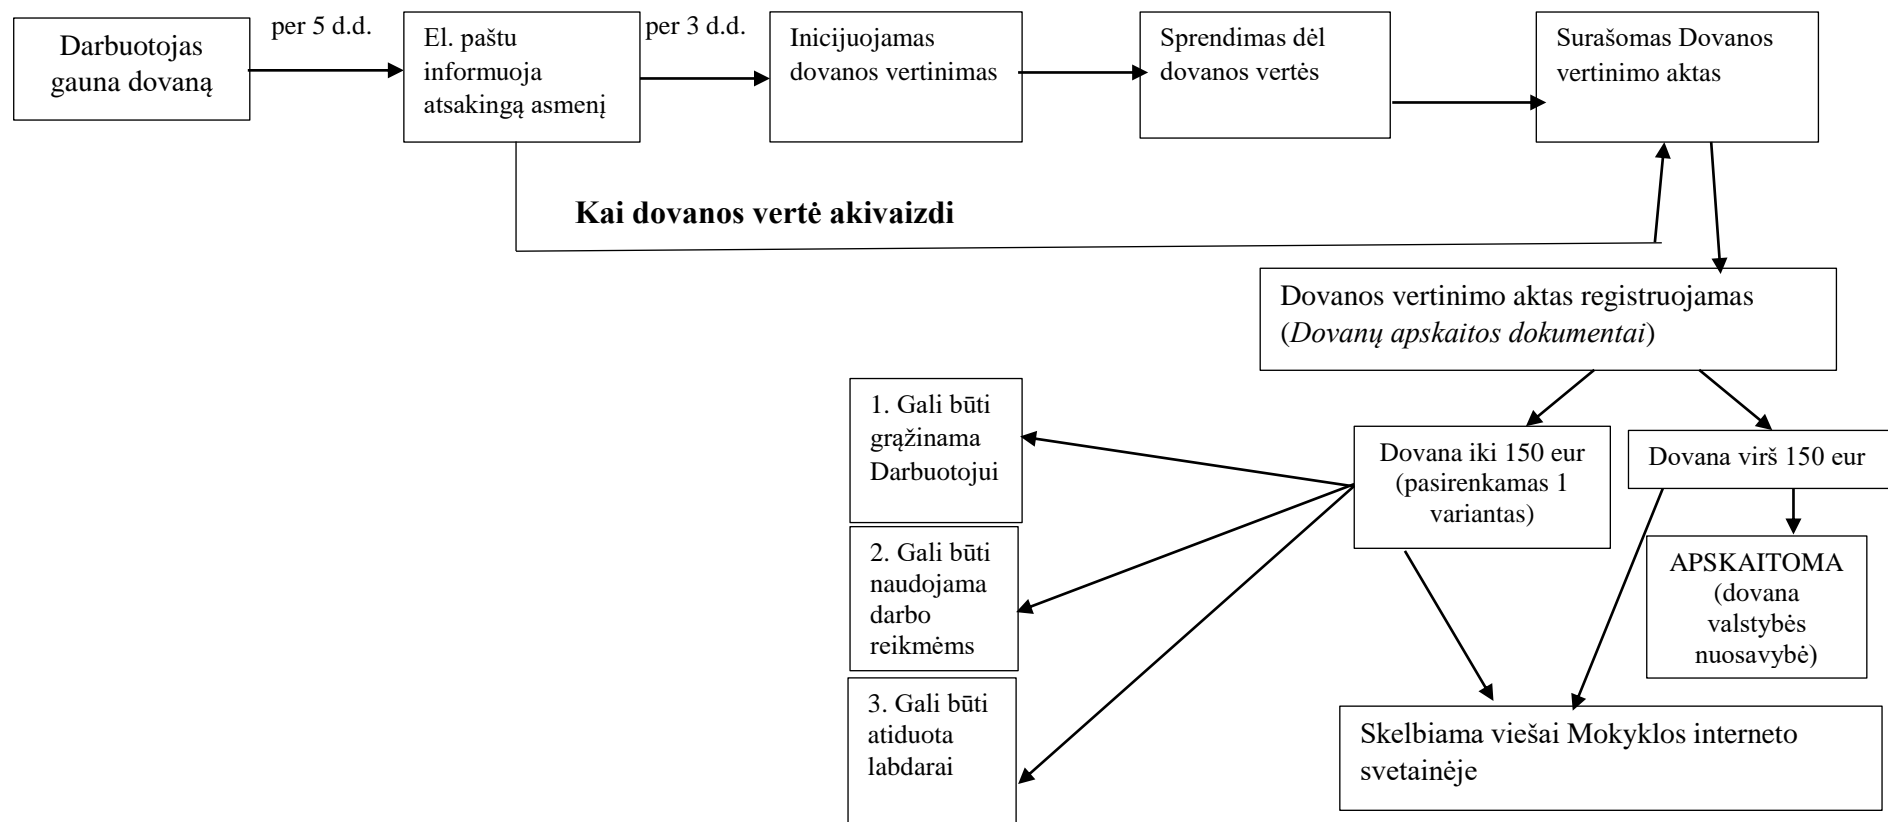 Darbuotojas
gauna dovaną
per 5 d.d.
El. paštu
informuoja
atsakingą asmenį
per 3 d.d.
Inicijuojamas
dovanos vertinimas
Sprendimas dėl
dovanos vertės
Surašomas Dovanos
vertinimo aktas
Kai dovanos vertė akivaizdi
Dovanos vertinimo aktas registruojamas
(Dovanų apskaitos dokumentai)
1. Gali būti
grąžinama
Darbuotojui
2. Gali būti
naudojama
darbo
reikmėms
3. Gali būti
atiduota
labdarai
Dovana iki 150 eur
(pasirenkamas 1
variantas)
Dovana virš 150 eur
APSKAITOMA
(dovana
valstybės
nuosavybė)
Skelbiama viešai Mokyklos interneto
svetainėje